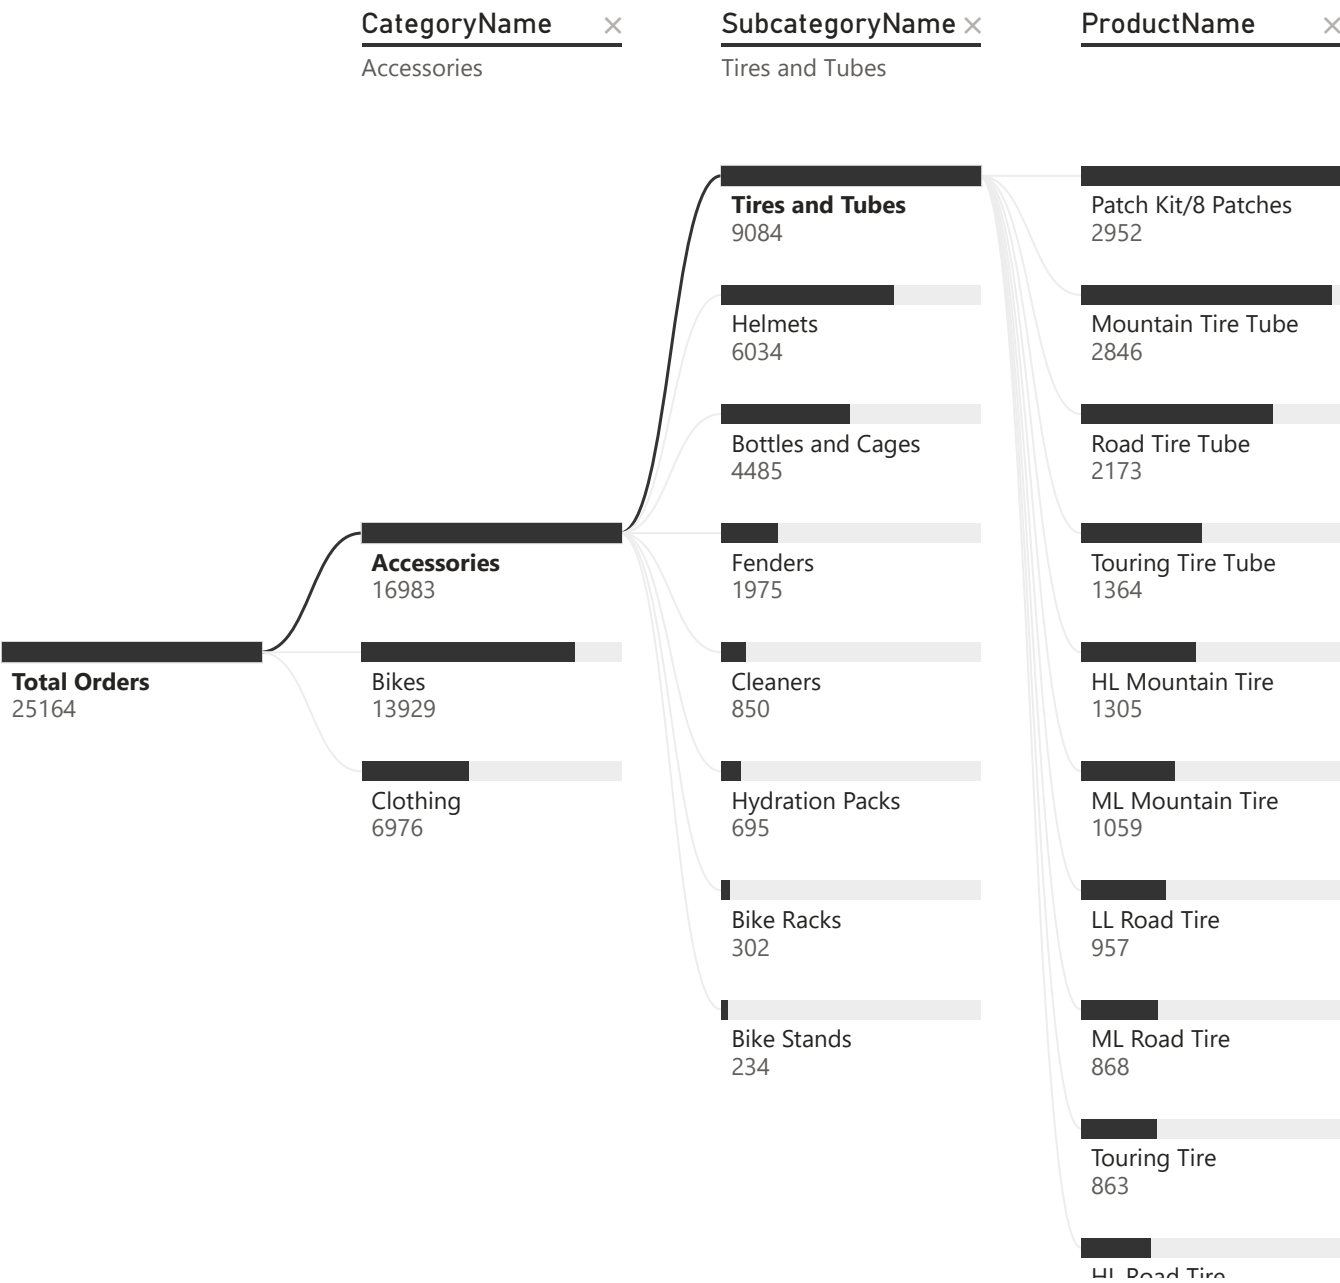 CategoryName
Accessories
SubcategoryName
Tires and Tubes
ProductName
Total Orders
25164
Accessories
16983
Bikes
13929
Clothing
6976
Tires and Tubes
9084
Helmets
6034
Bottles and Cages
4485
Fenders
1975
Cleaners
850
Hydration Packs
695
Bike Racks
302
Bike Stands
234
Patch Kit/8 Patches
2952
Mountain Tire Tube
2846
Road Tire Tube
2173
Touring Tire Tube
1364
HL Mountain Tire
1305
ML Mountain Tire
1059
LL Road Tire
957
ML Road Tire
868
Touring Tire
863
HL Road Tire